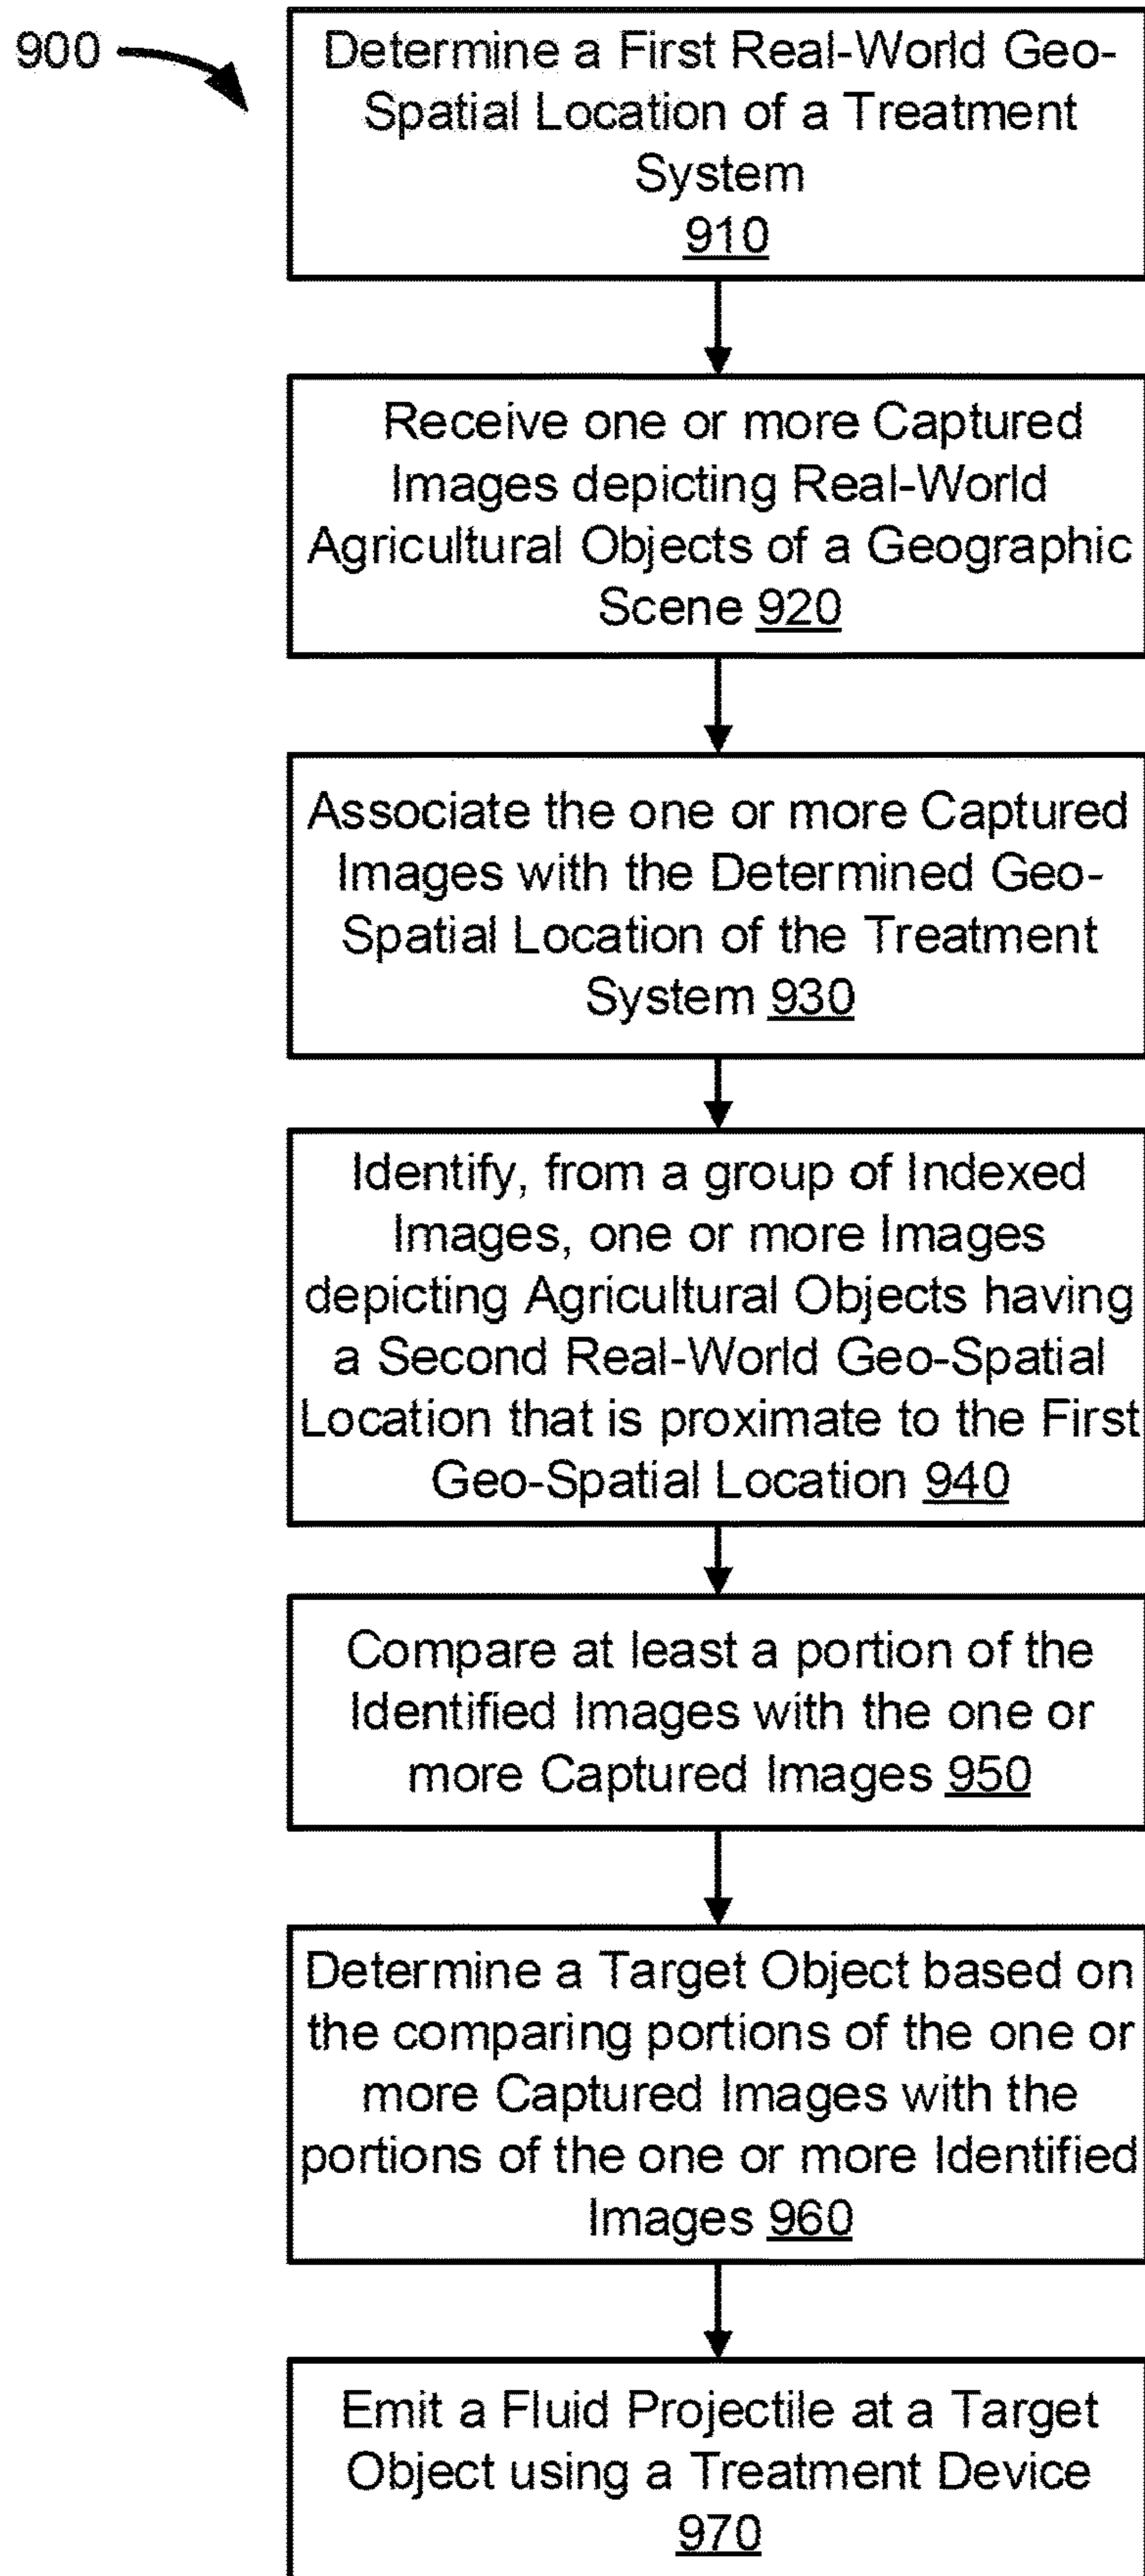 900
Determine a First Real-World Geo-
Spatial Location of a Treatment
System
910
Receive one or more Captured
Images depicting Real-World
Agricultural Objects of a Geographic
Scene 920
Associate the one or more Captured
Images with the Determined Geo-
Spatial Location of the Treatment
System 930
Identify, from a group of Indexed
Images, one or more Images
depicting Agricultural Objects having
a Second Real-World Geo-Spatial
Location that is proximate to the First
Geo-Spatial Location 940
Compare at least a portion of the
Identified Images with the one or
more Captured Images 950
Determine a Target Object based on
the comparing portions of the one or
more Captured Images with the
portions of the one or more Identified
Images 960
Emit a Fluid Projectile at a Target
Object using a Treatment Device
970